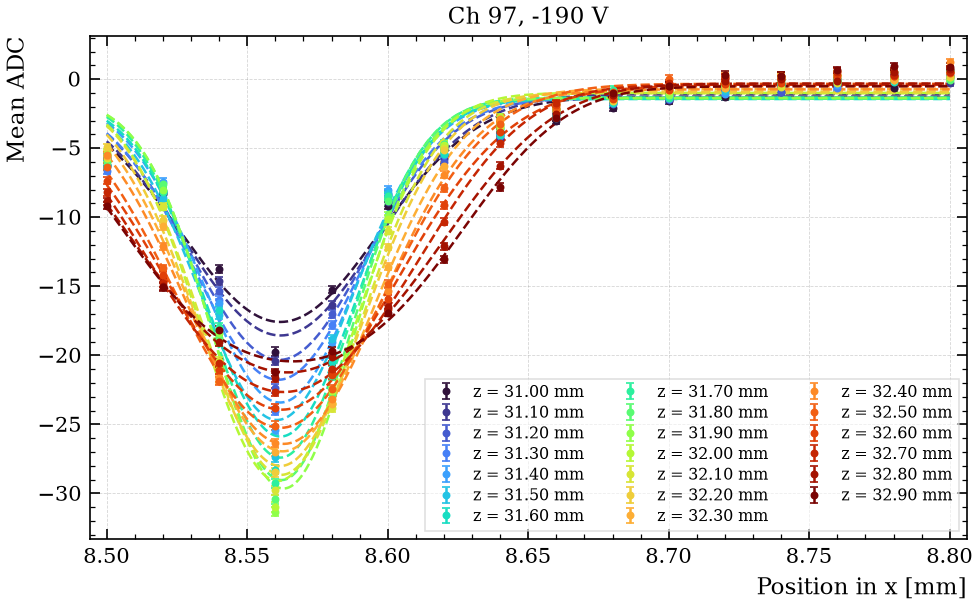 Ch 97, -190 V
Mean ADC
0
−5
−10
−15
−20
−25
−30
z = 31.00 mm
z = 31.10 mm
z = 31.20 mm
z = 31.30 mm
z = 31.40 mm
z = 31.50 mm
z = 31.60 mm
z = 31.70 mm
z = 31.80 mm
z = 31.90 mm
z = 32.00 mm
z = 32.10 mm
z = 32.20 mm
z = 32.30 mm
z = 32.40 mm
z = 32.50 mm
z = 32.60 mm
z = 32.70 mm
z = 32.80 mm
z = 32.90 mm
8.50 8.55 8.60 8.65 8.70 8.75 8.80
Position in x [mm]